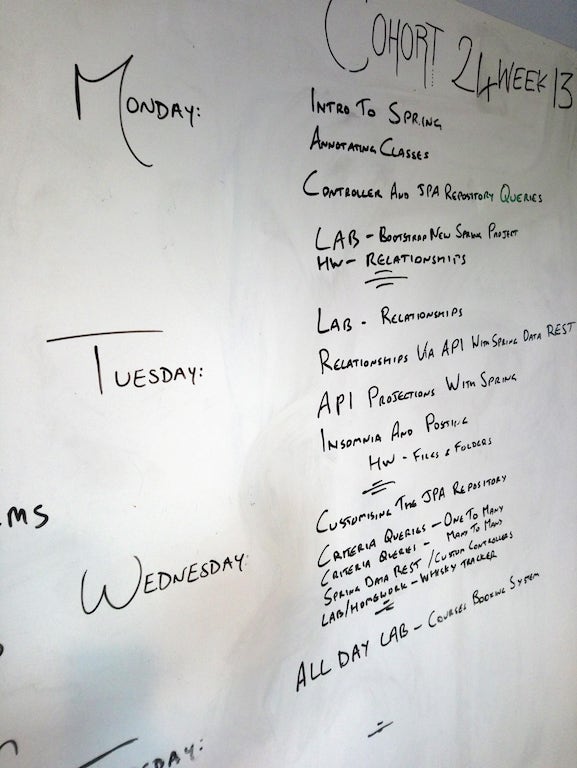 COHORT 24 WEEK 13
MONDAY:
INTRO TO SPRING
ANNOTATING CLASSES
CONTROLLER AND JPA REPOSITORY QUERIES
LAB - BOOTSTRAP NEW SPRING PROJECT
HW - RELATIONSHIPS
TUESDAY:
LAB - RELATIONSHIPS
RELATIONSHIPS VIA API WITH SPRING DATA REST
API PROJECTIONS WITH SPRING
INSOMNIA AND POSTING
HW - FILES & FOLDERS
MS
WEDNESDAY:
CUSTOMISING THE JPA REPOSITORY
CRITERIA QUERIES - ONE TO MANY
CRITERIA QUERIES - MANY TO MANY
SPRING DATA REST / CUSTOM CONTROLLERS
LAB/HOMEWORK - WHISKY TRACKER
ALL DAY LAB - COURSES BOOKING SYSTEM
DAY: